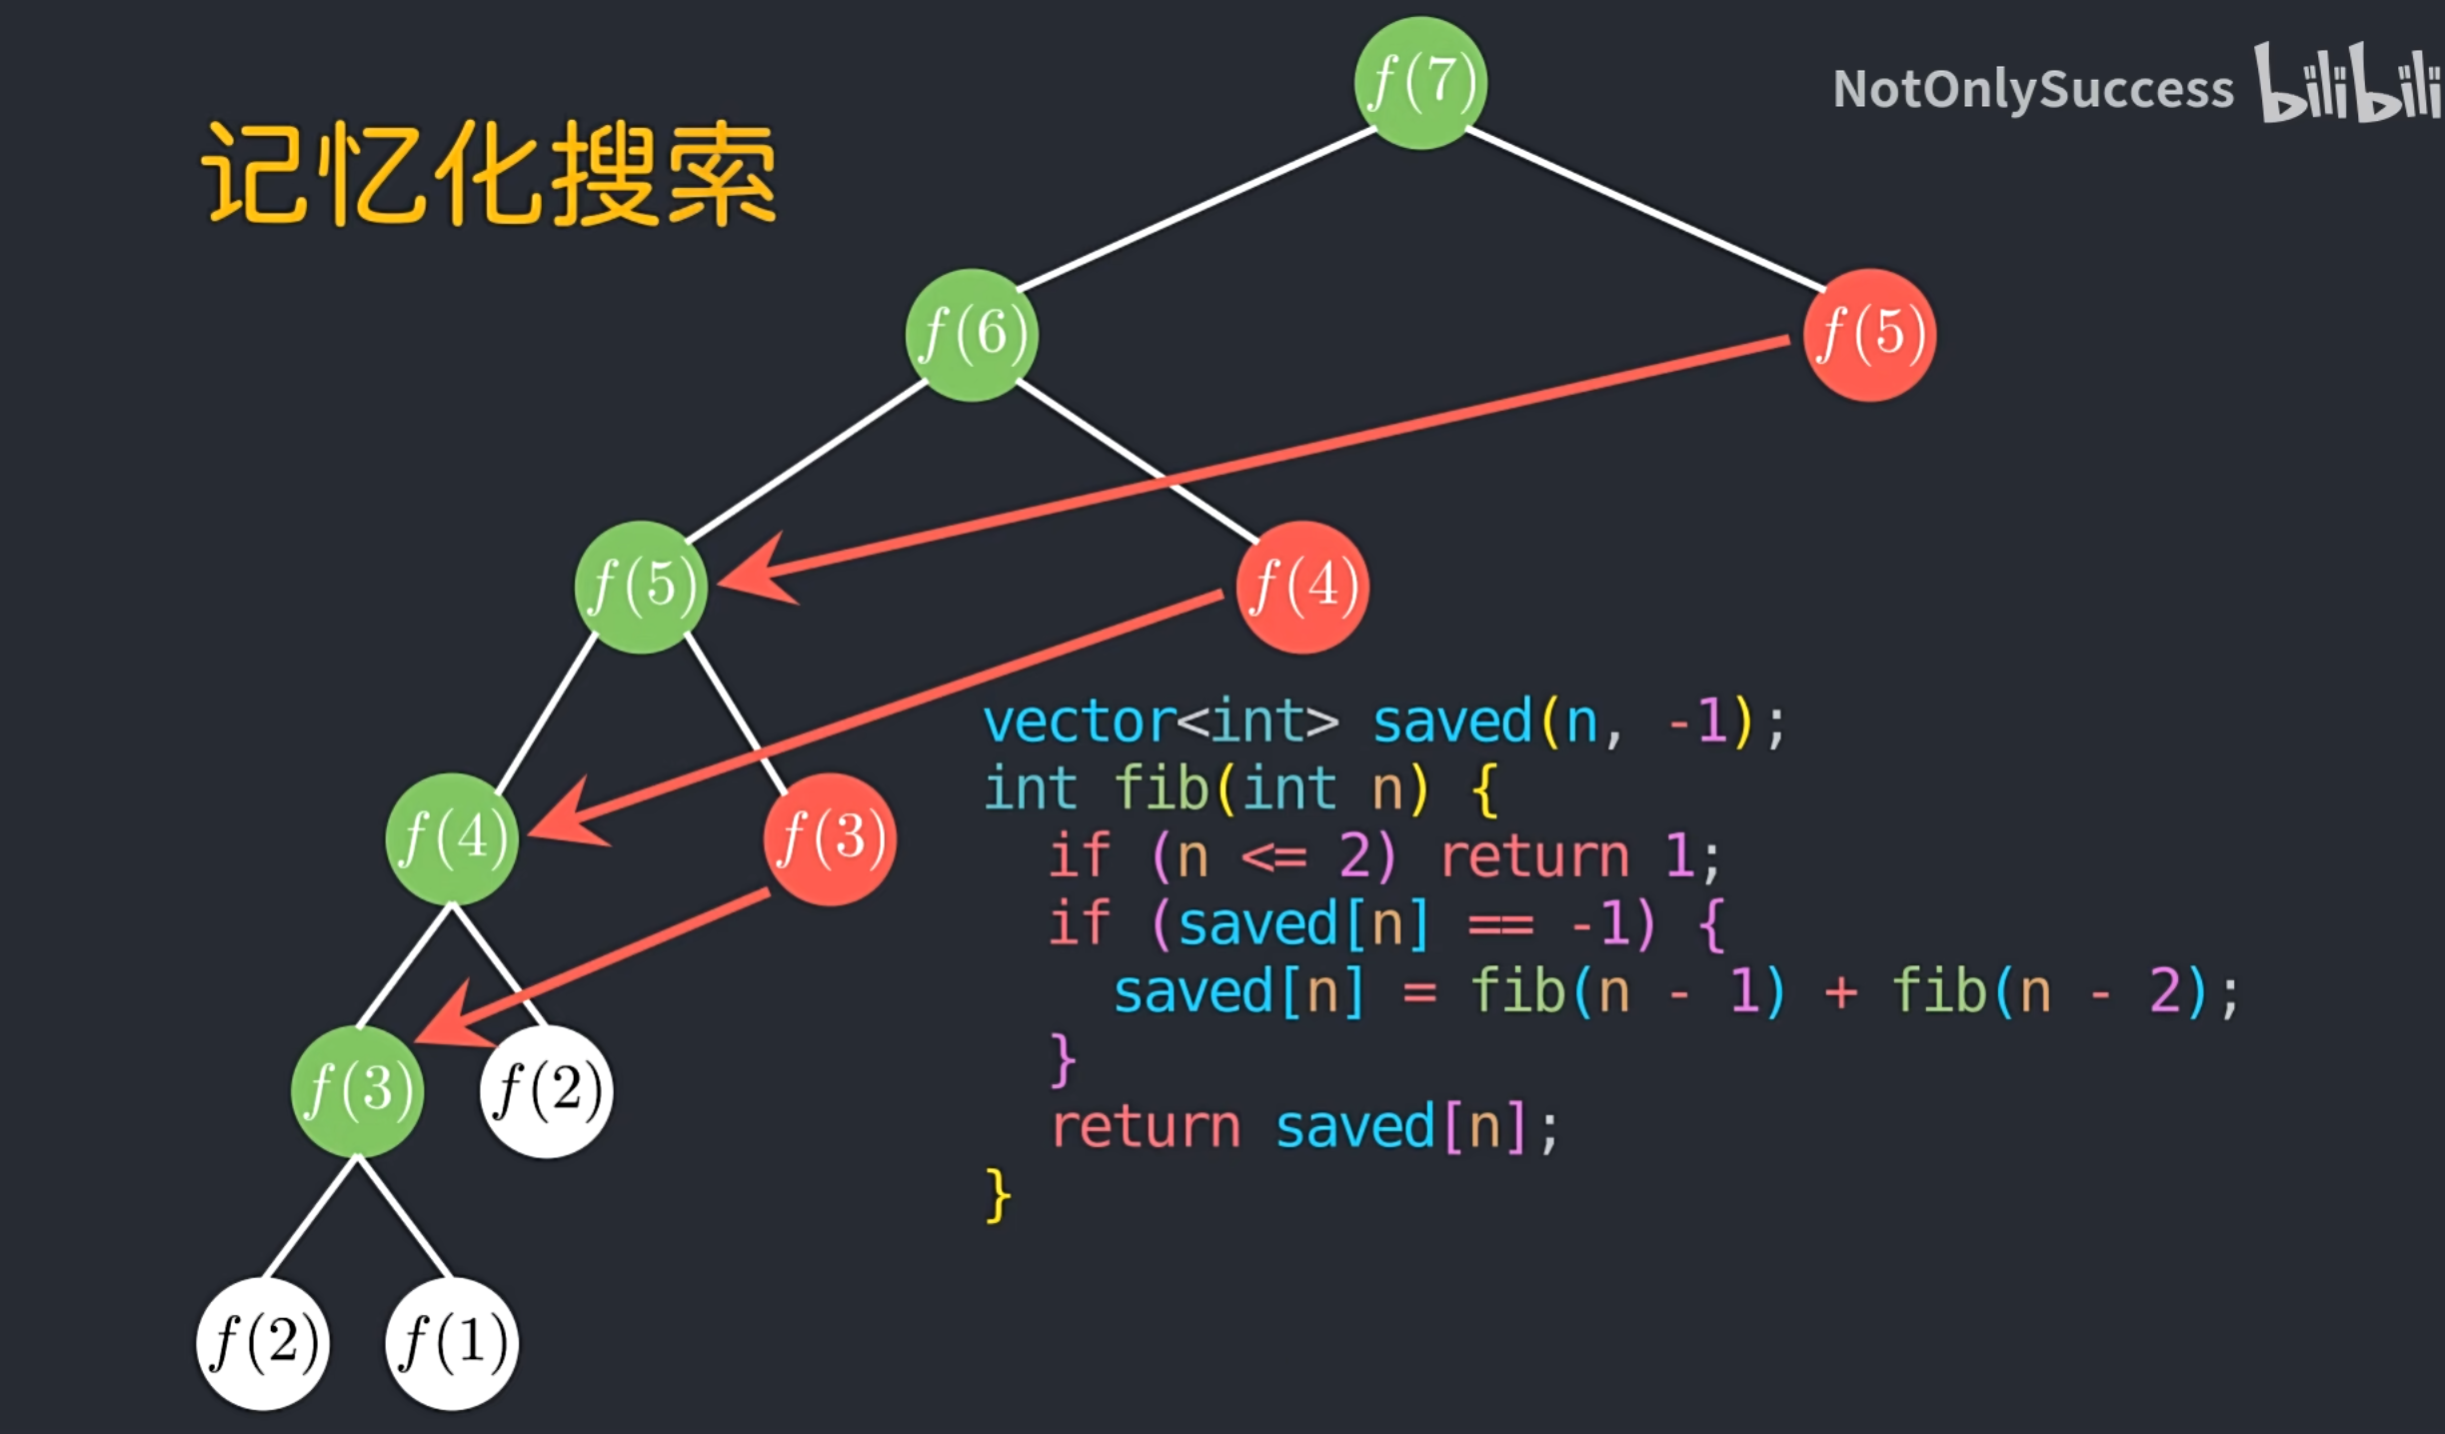 f(7)
NotOnlySuccess bilibili
记忆化搜索
f(6)
f(5)
f(5)
f(4)
f(4)
f(3)
f(3)
f(2)
f(2)
f(1)
vector<int> saved(n, -1);
int fib(int n) {
  if (n <= 2) return 1;
  if (saved[n] == -1) {
    saved[n] = fib(n - 1) + fib(n - 2);
  }
  return saved[n];
}